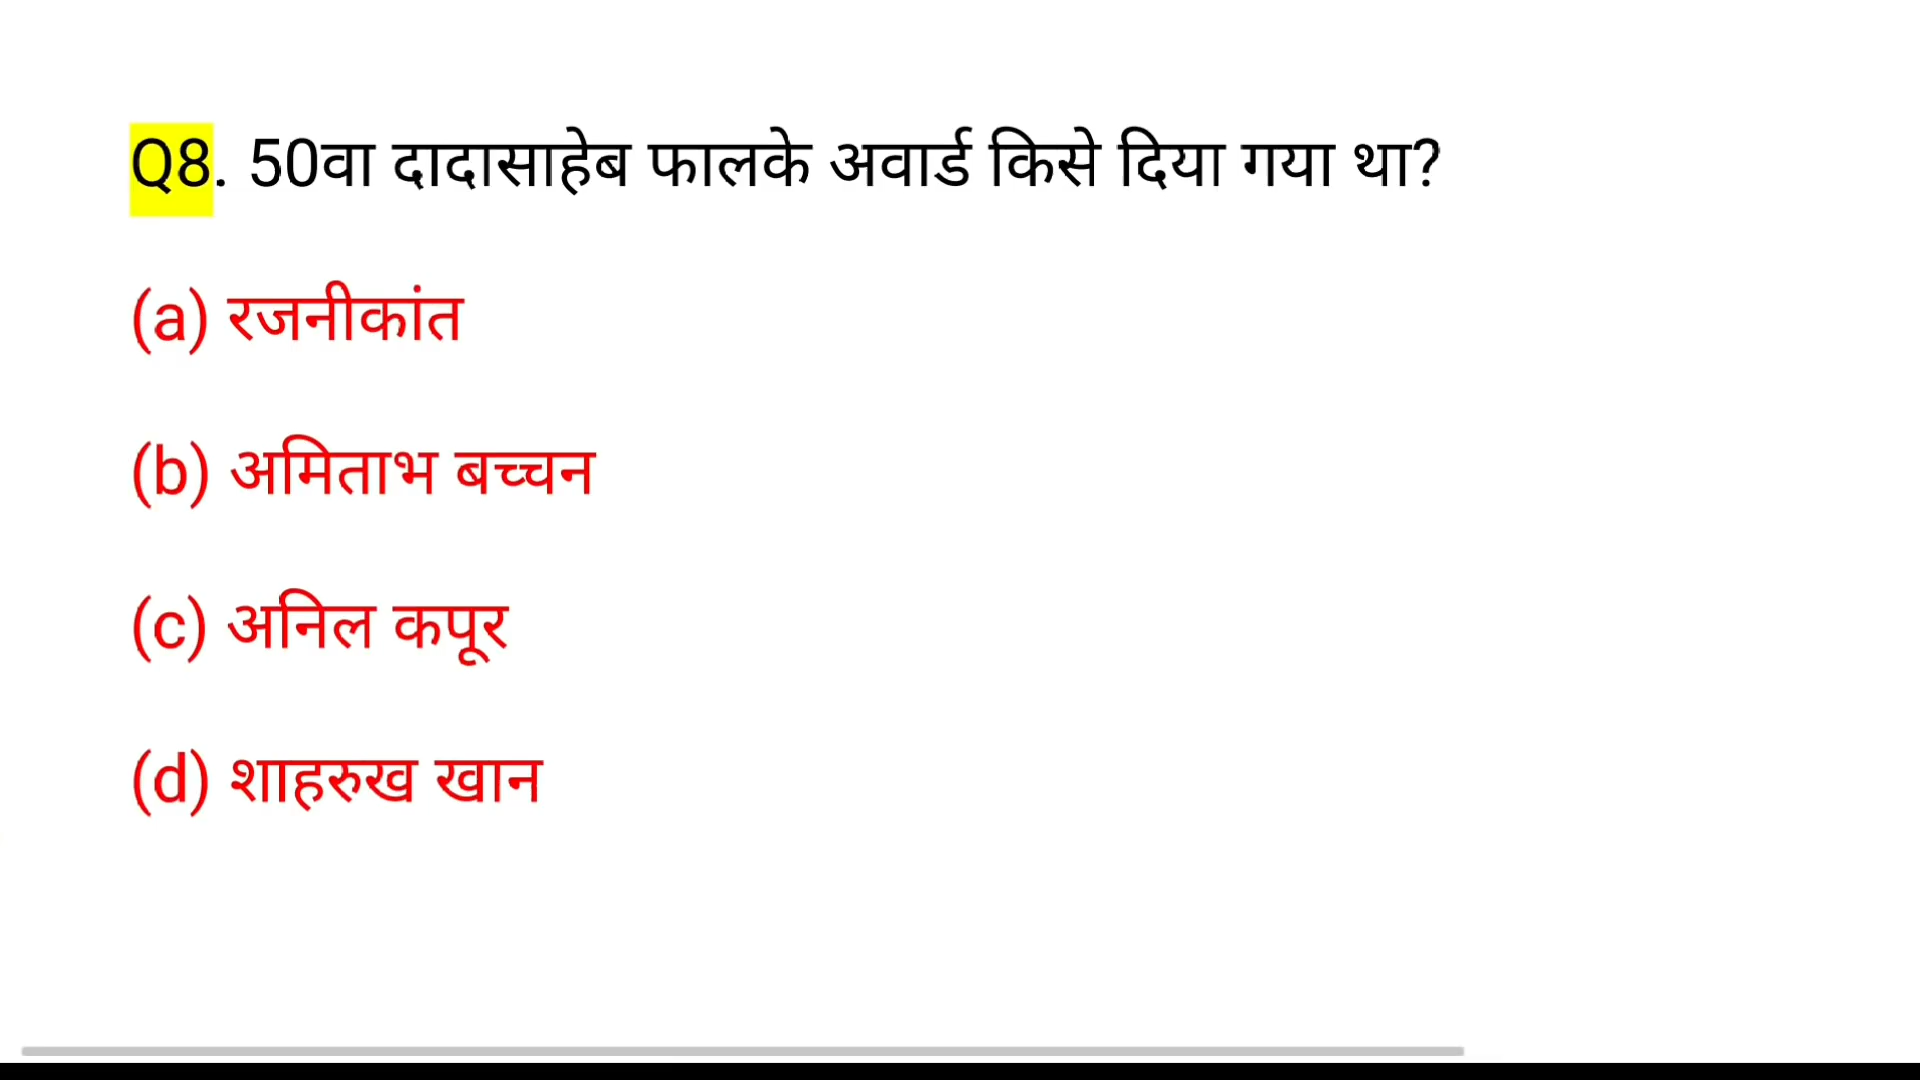 Q8. 50वा दादासाहेब फालके अवार्ड किसे दिया गया था?
(a) रजनीकांत
(b) अमिताभ बच्चन
(c) अनिल कपूर
(d) शाहरुख खान